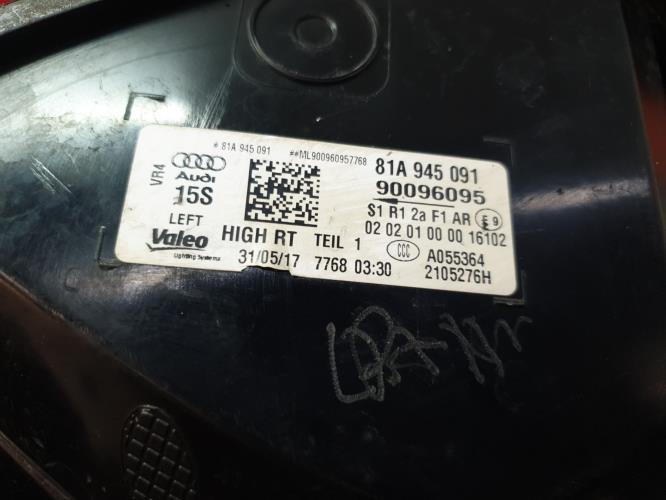 * 81A 945 091 ##ML900960957768
81A 945 091
VR4
Audi
15S
LEFT
Valeo
Lighting Systems
90096095
S1 R1 2a F1 AR E9
02 02 01 00 00 16102
HIGH RT TEIL 1
31/05/17 7768 03:30
CCC A055364
2105276H